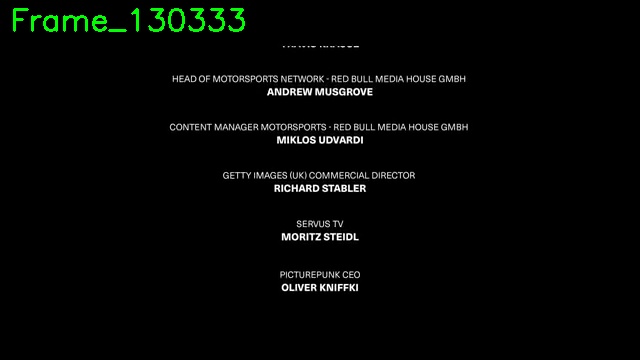 Frame_130333
HEAD OF MOTORSPORTS NETWORK - RED BULL MEDIA HOUSE GMBH
ANDREW MUSGROVE
CONTENT MANAGER MOTORSPORTS - RED BULL MEDIA HOUSE GMBH
MIKLOS UDVARDI
GETTY IMAGES (UK) COMMERCIAL DIRECTOR
RICHARD STABLER
SERVUS TV
MORITZ STEIDL
PICTUREPUNK CEO
OLIVER KNIFFKI